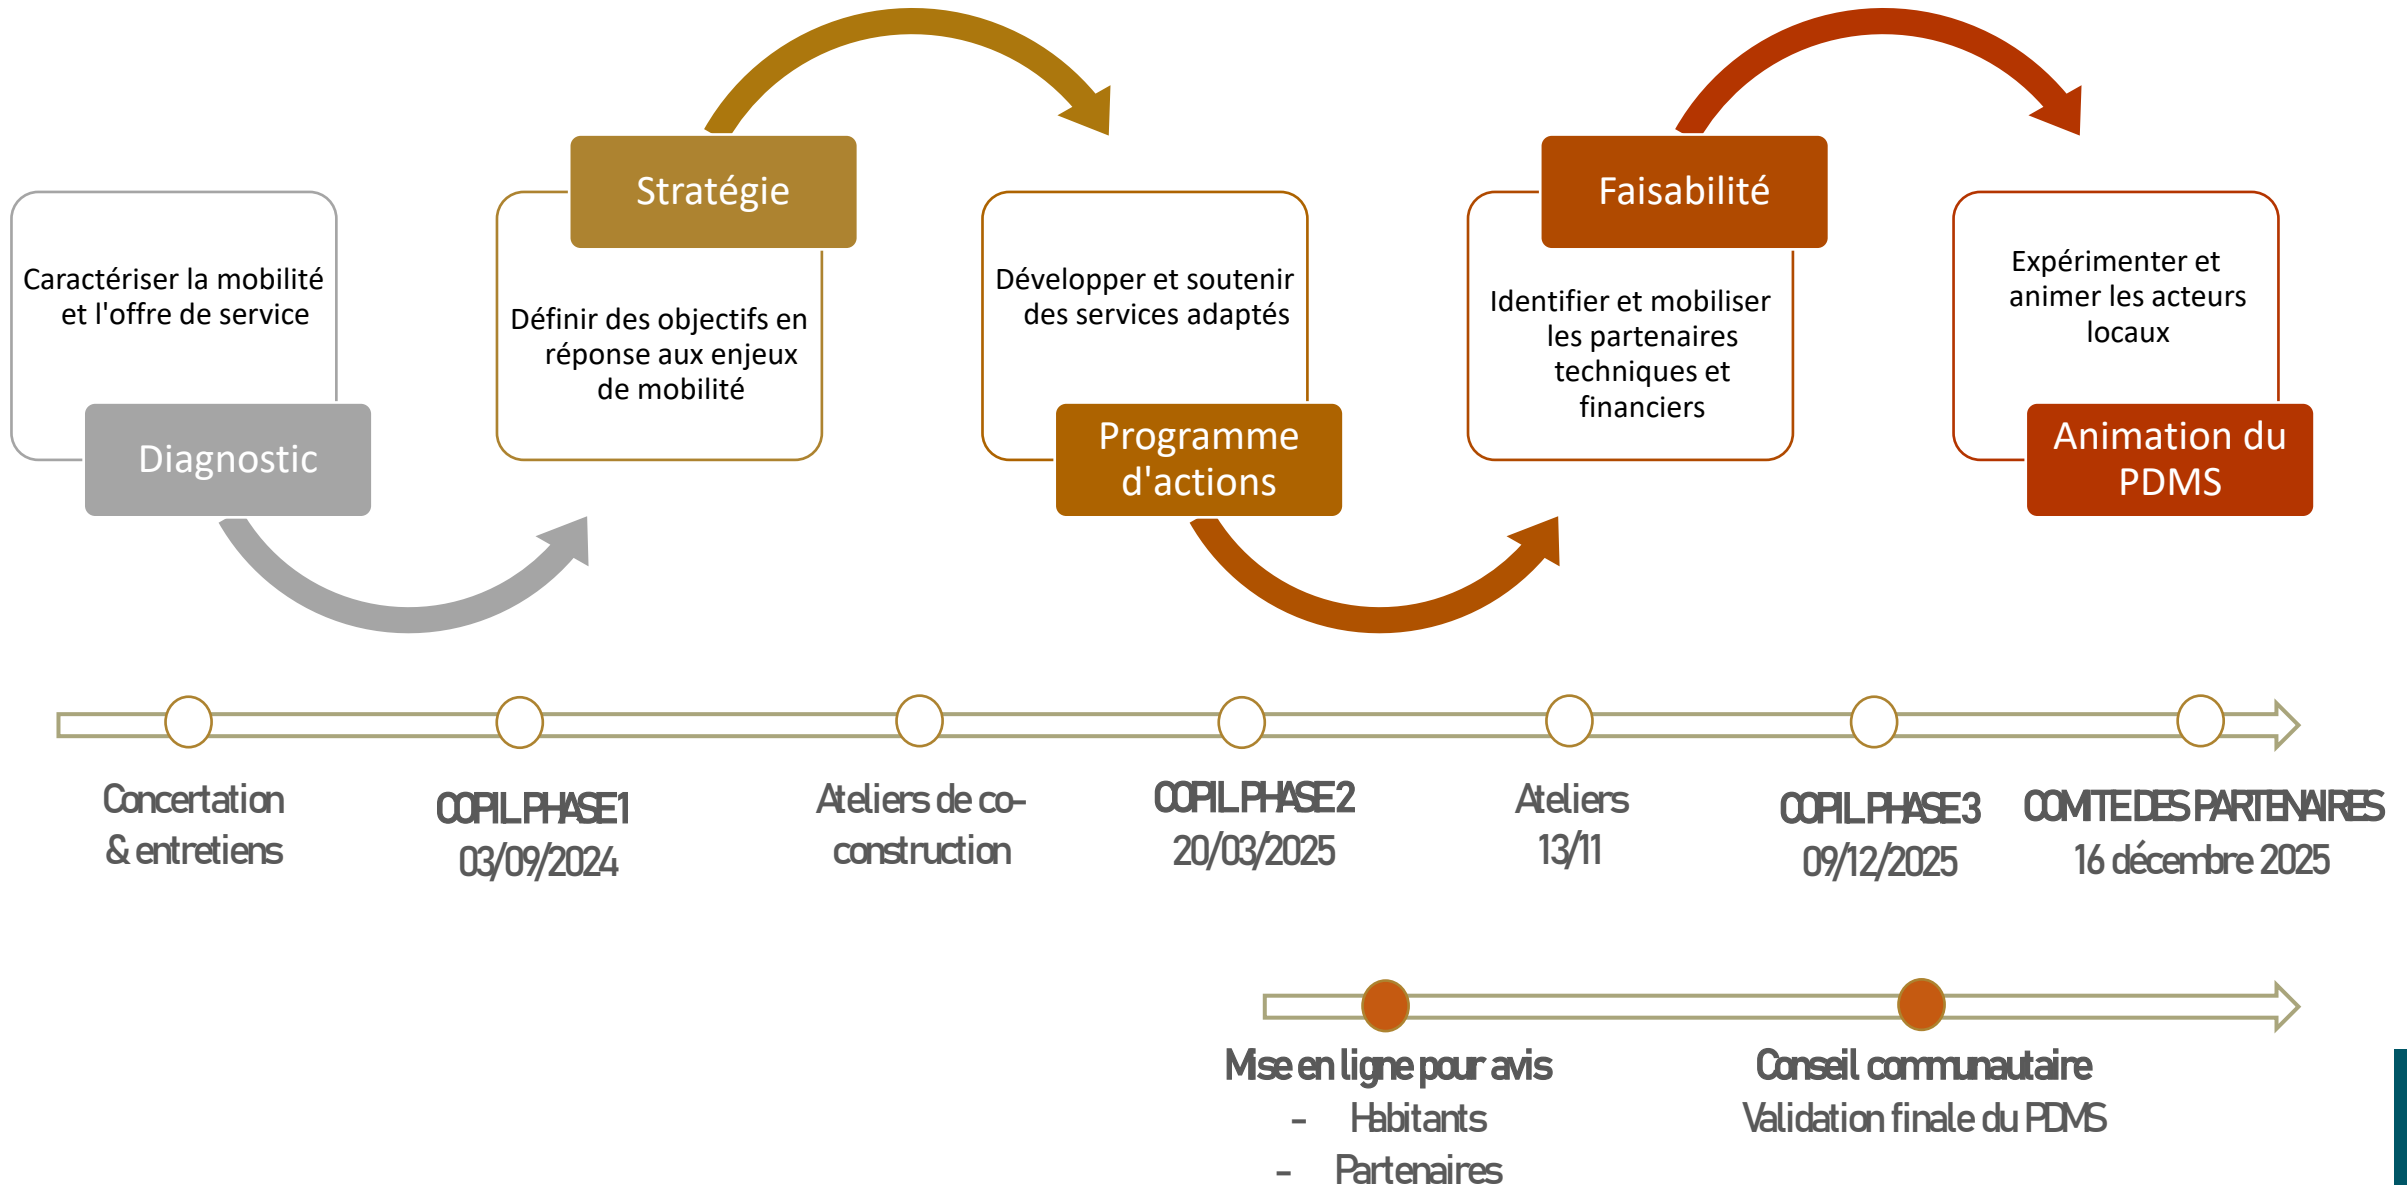 Caractériser la mobilité
et l'offre de service
Diagnostic
Stratégie
Définir des objectifs en
réponse aux enjeux
de mobilité
Développer et soutenir
des services adaptés
Programme
d'actions
Faisabilité
Identifier et mobiliser
les partenaires
techniques et
financiers
Expérimenter et
animer les acteurs
locaux
Animation du
PDMS
Concertation
& entretiens
COPIL PHASE 1
03/09/2024
Ateliers de co-
construction
COPIL PHASE 2
20/03/2025
Ateliers
13/11
COPIL PHASE 3
09/12/2025
COMITE DES PARTENAIRES
16 décembre 2025
Mise en ligne pour avis
- Habitants
- Partenaires
Conseil communautaire
Validation finale du PDMS